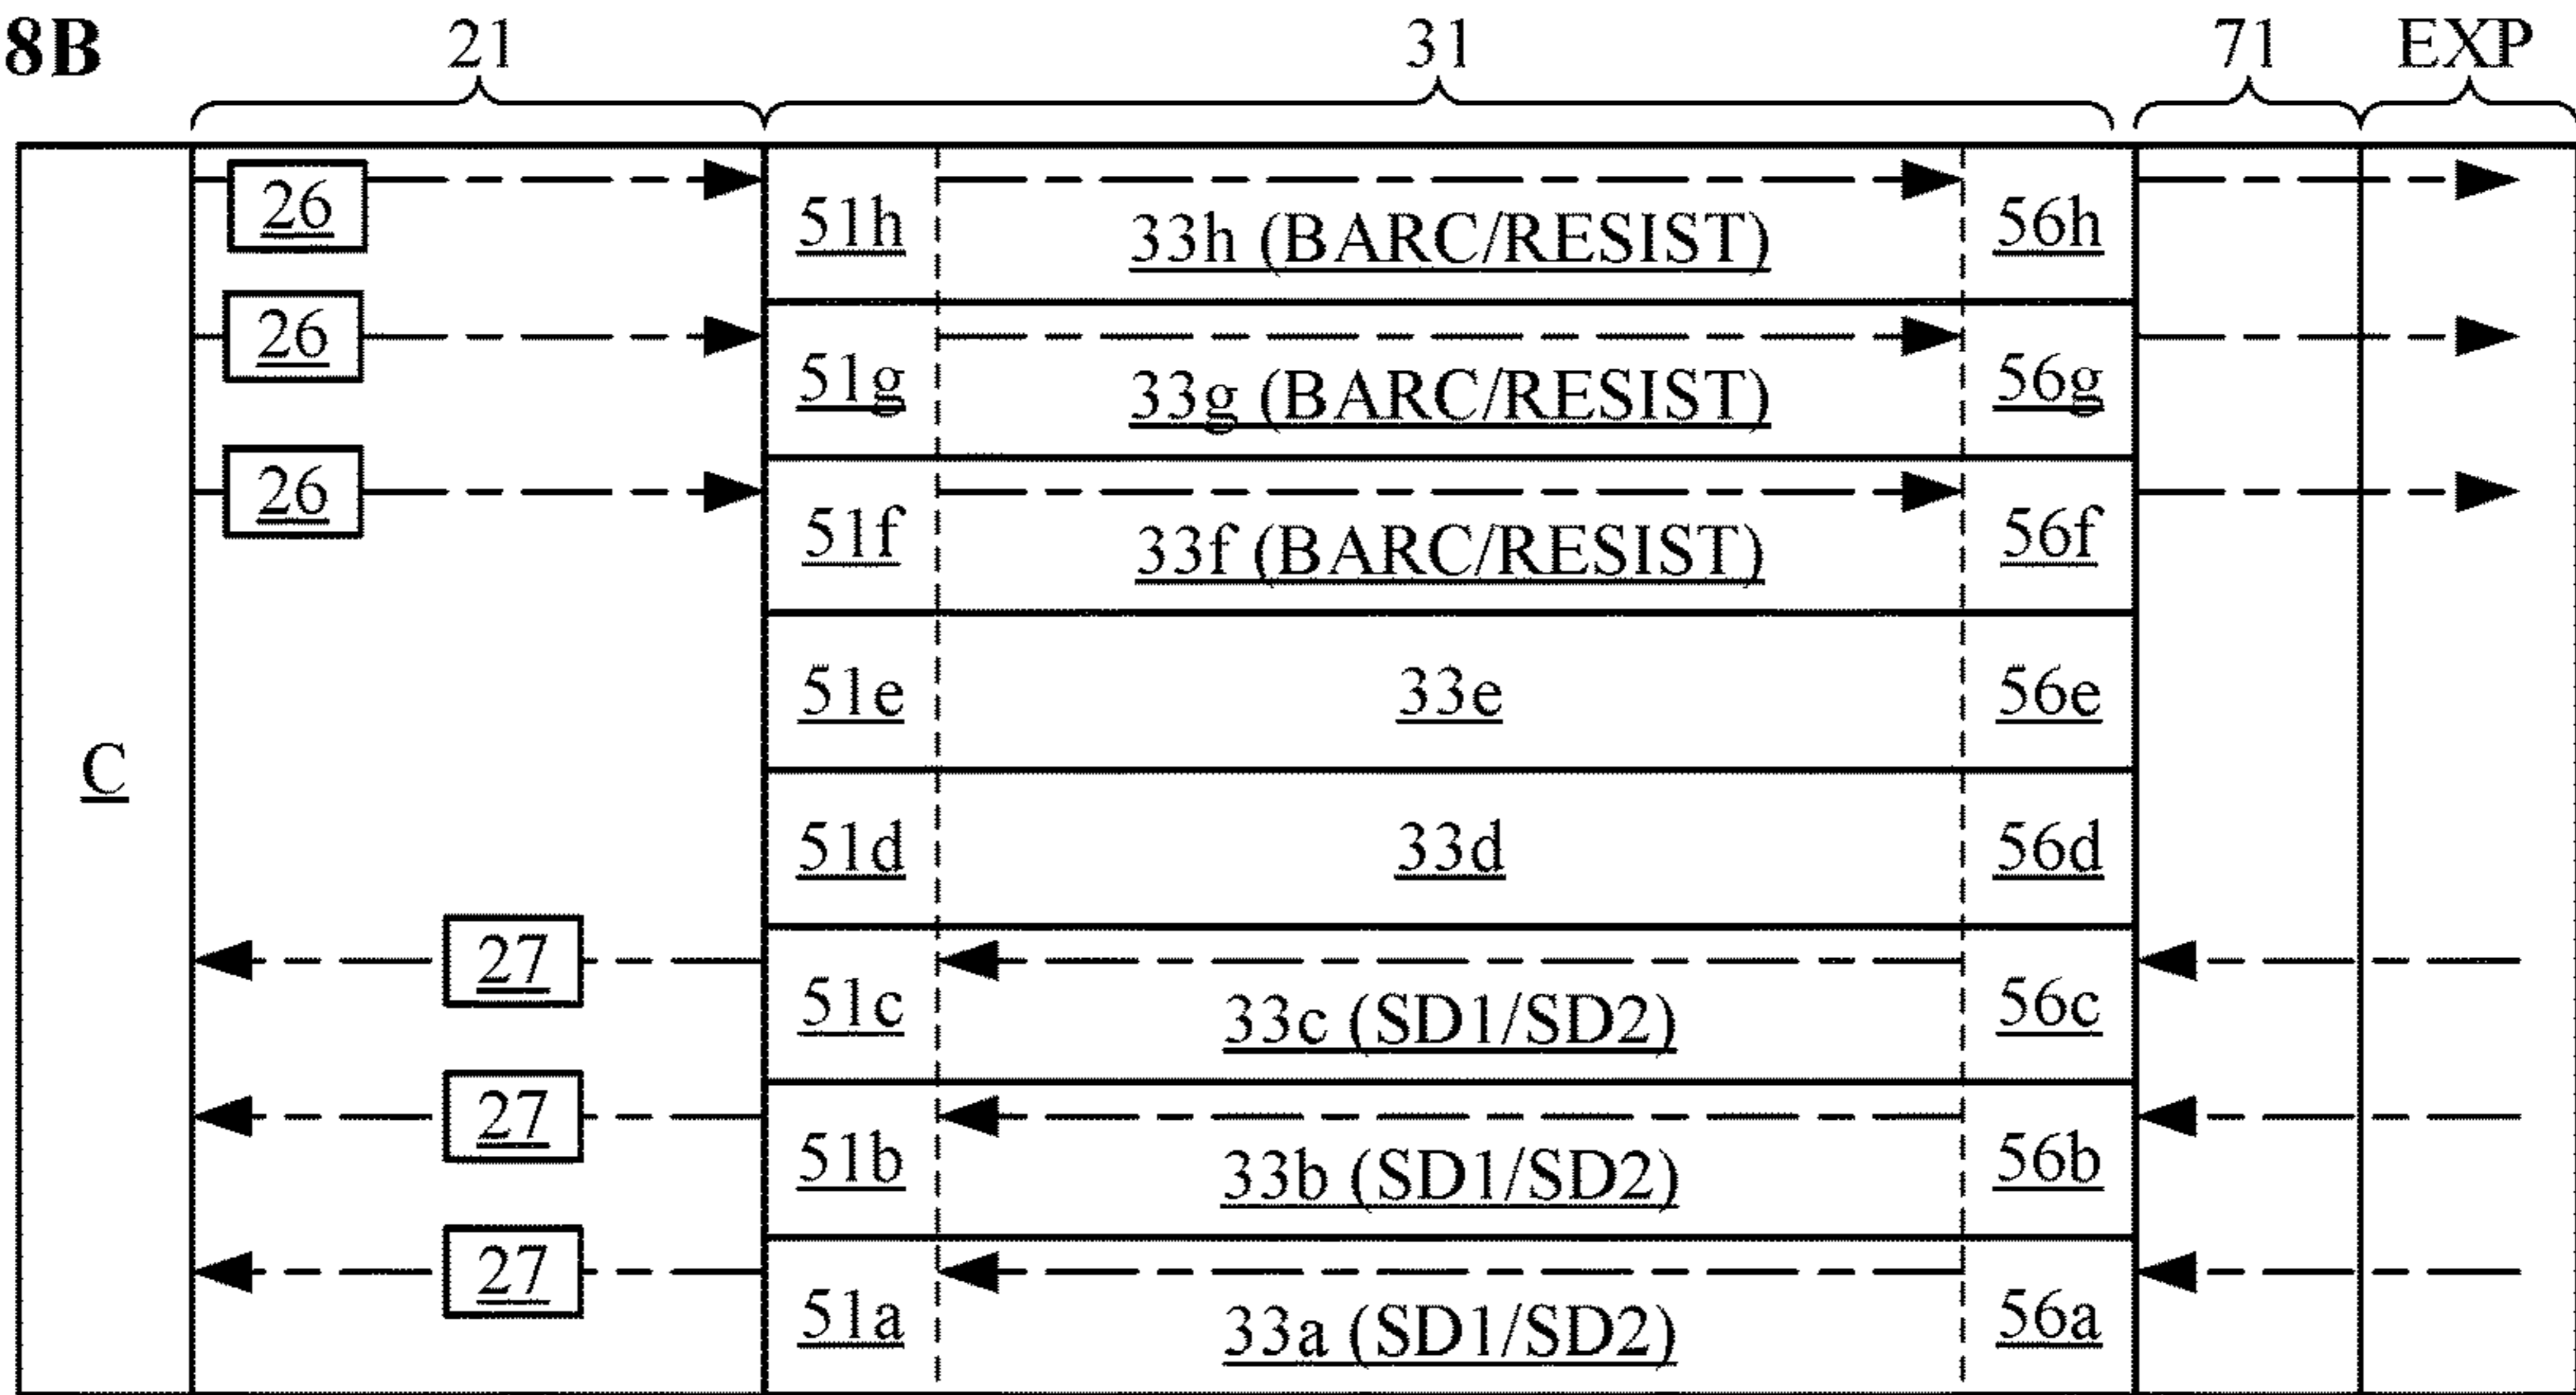 8B
21 31 71 EXP
26 51h 33h (BARC/RESIST) 56h
26 51g 33g (BARC/RESIST) 56g
26 51f 33f (BARC/RESIST) 56f
51e 33e 56e
C
51d 33d 56d
27 51c 33c (SD1/SD2) 56c
27 51b 33b (SD1/SD2) 56b
27 51a 33a (SD1/SD2) 56a